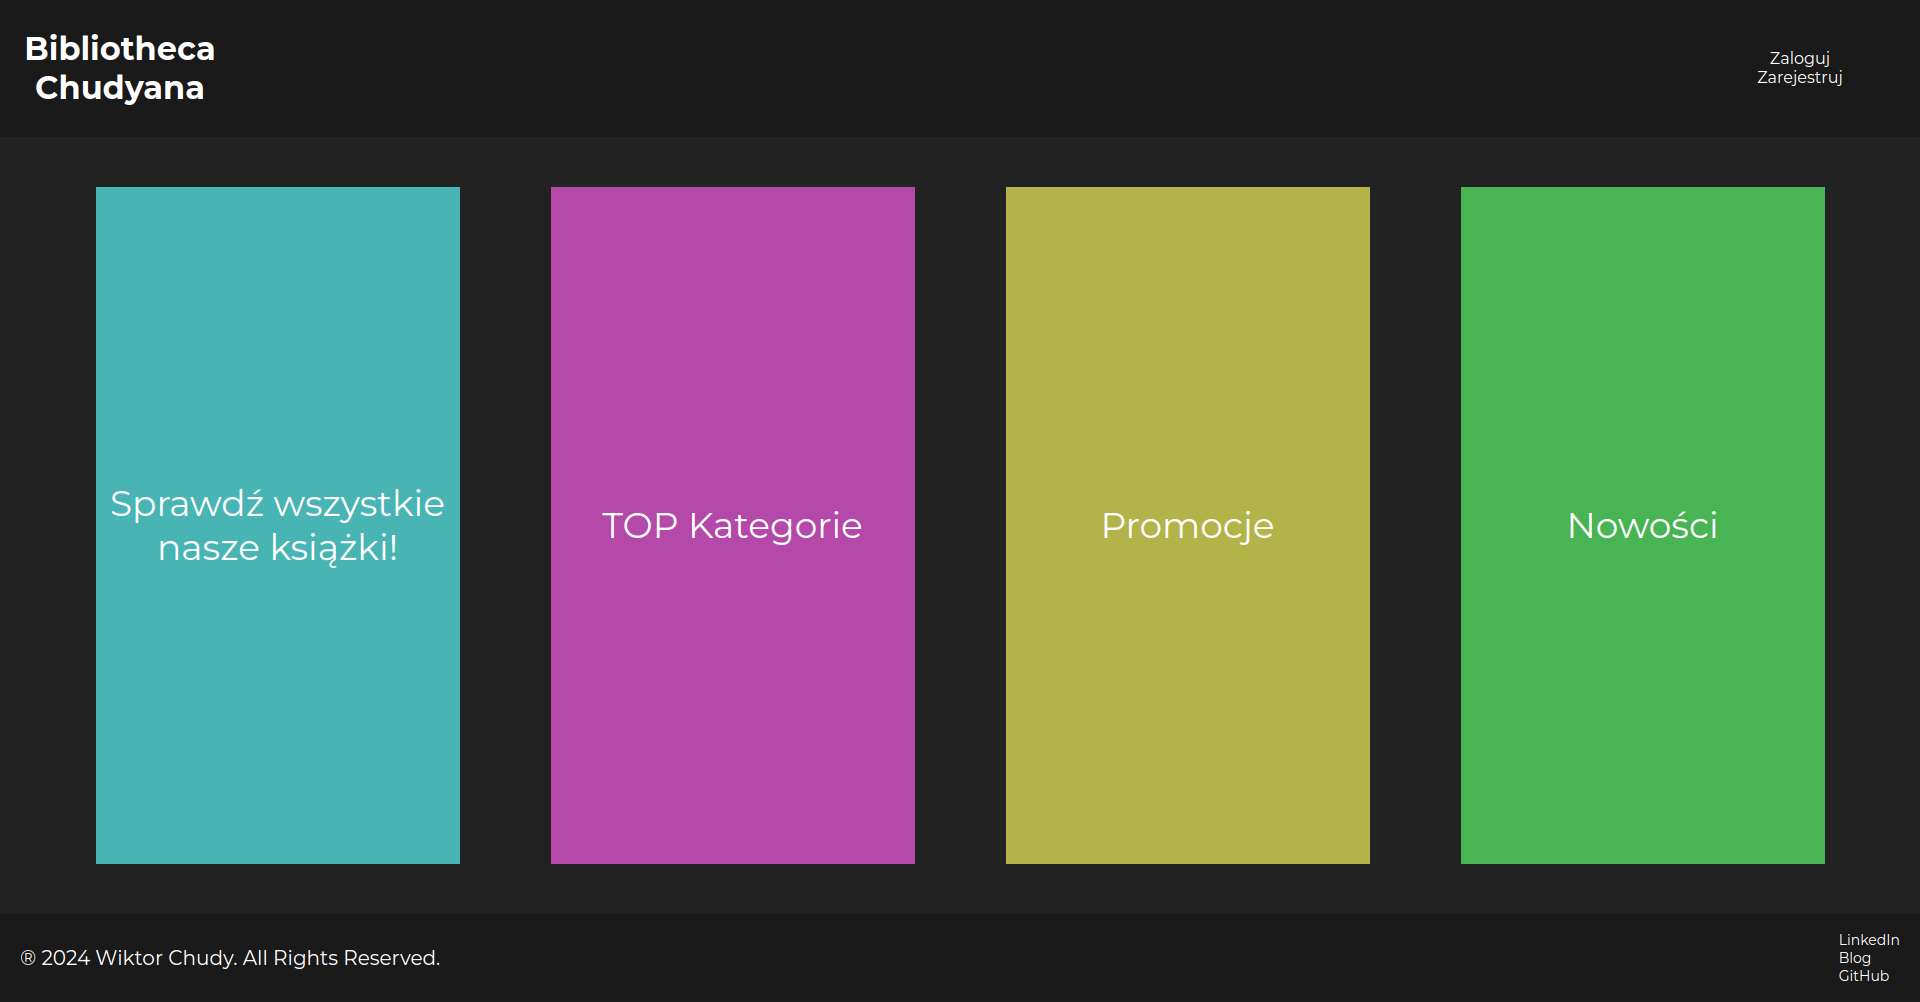 Bibliotheca
Chudyana
Zaloguj
Zarejestruj
Sprawdź wszystkie
nasze książki!
TOP Kategorie
Promocje
Nowości
® 2024 Wiktor Chudy. All Rights Reserved.
LinkedIn
Blog
GitHub